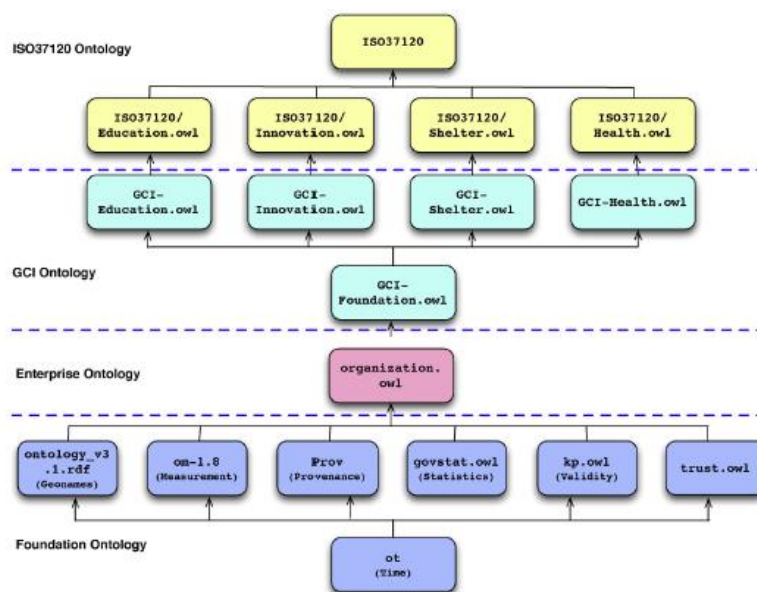 ISO37120
ISO37120 Ontology
ISO37120/
Education.owl
ISO37120/
Innovation.owl
ISO37120/
Shelter.owl
ISO37120/
Health.owl
GCI-
Education.owl
GCI-
Innovation.owl
GCI-
Shelter.owl
GCI-Health.owl
GCI Ontology
GCI-
Foundation.owl
Enterprise Ontology
organization.
owl
ontology_v3
.1.rdf
(Geonames)
om-1.8
(Measurement)
Prov
(Provenance)
govstat.owl
(Statistics)
kp.owl
(Validity)
trust.owl
Foundation Ontology
ot
(Time)